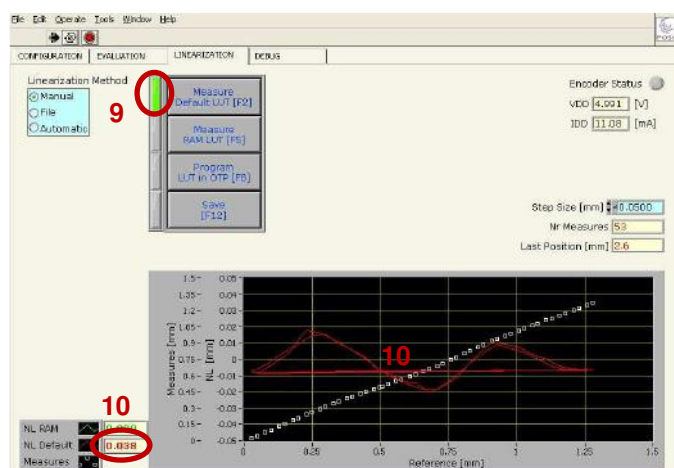 File Edit Operate Tools Window Help
CONFIGURATION EVALUATION LINEARIZATION DEBUG
Linearization Method
Manual
File
Automatic
9
Measure
Default LUT [F2]
Measure
RAM LUT [F5]
Program
LUT in OTP [F8]
Save
[F12]
Encoder Status
VDD 4.991 [V]
IDD 11.08 [mA]
Step Size [mm] 0.0500
Nr Measures 53
Last Position [mm] 2.6
Measures [mm]
1.5-
1.35-
1.2-
1.05-
0.9-
0.75-
0.6-
0.45-
0.3-
0.15-
0-
NL [mm]
0.05-
0.04-
0.03-
0.02-
0.01-
0-
-0.01-
-0.02-
-0.03-
-0.04-
-0.05-
10
0 0.25 0.5 0.75 1 1.25 1.5
Reference [mm]
10
NL RAM
NL Default 0.038
Measures